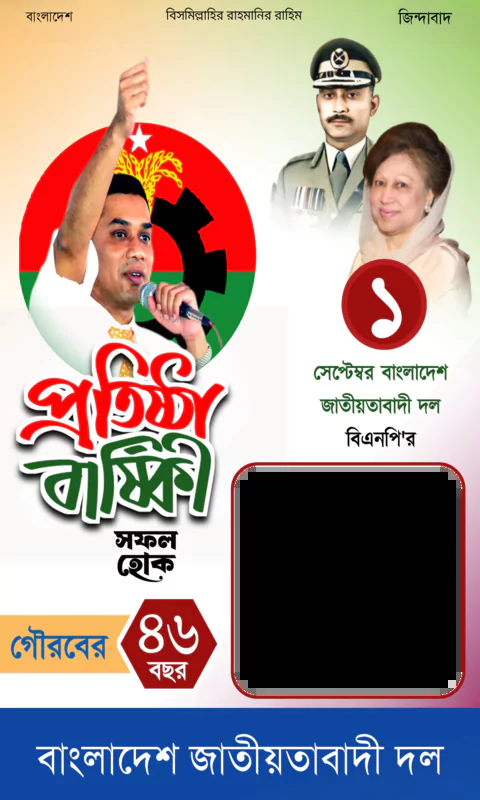 বাংলাদেশ
বিসমিল্লাহির রাহমানির রাহিম
জিন্দাবাদ
১
সেপ্টেম্বর বাংলাদেশ
জাতীয়তাবাদী দল
বিএনপি'র
প্রতিষ্ঠা
বার্ষিকী
সফল
হোক
গৌরবের
৪৬
বছর
বাংলাদেশ জাতীয়তাবাদী দল